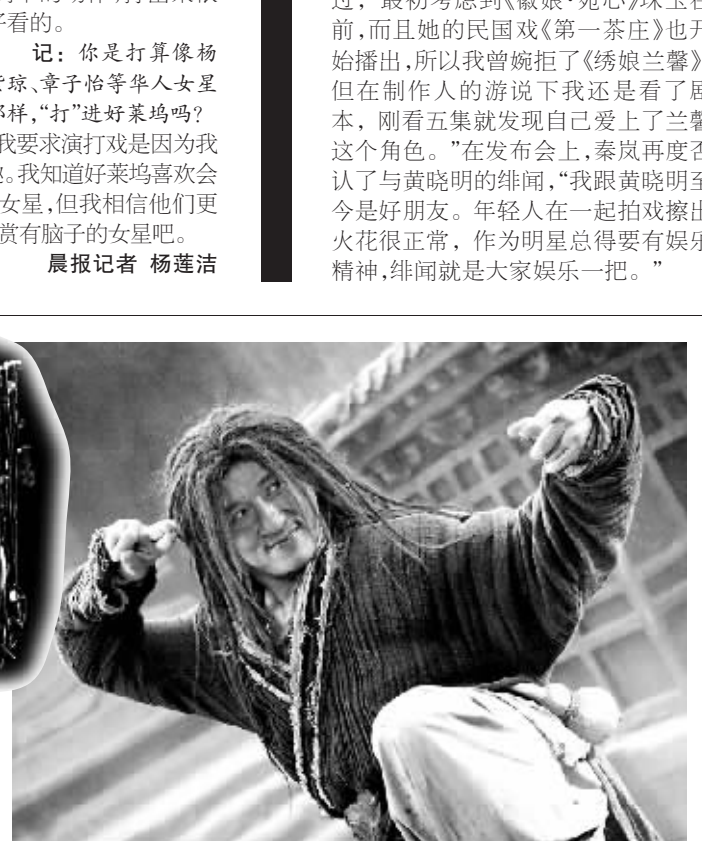 好看的。
记：你是打算像杨
紫琼、章子怡等华人女星
那样，“打”进好莱坞吗？
我要求演打戏是因为我
。我知道好莱坞喜欢会
女星，但我相信他们更
赏有脑子的女星吧。
晨报记者 杨莲洁
过，最初考虑到《徽娘·宛心》珠玉在
前，而且她的民国戏《第一茶庄》也开
始播出，所以我曾婉拒了《绣娘兰馨》
但在制作人的游说下我还是看了剧
本，刚看五集就发现自己爱上了兰馨
这个角色。”在发布会上，秦岚再度否
认了与黄晓明的绯闻，“我跟黄晓明至
今是好朋友。年轻人在一起拍戏擦出
火花很正常，作为明星总得要有娱乐
精神，绯闻就是大家娱乐一把。”